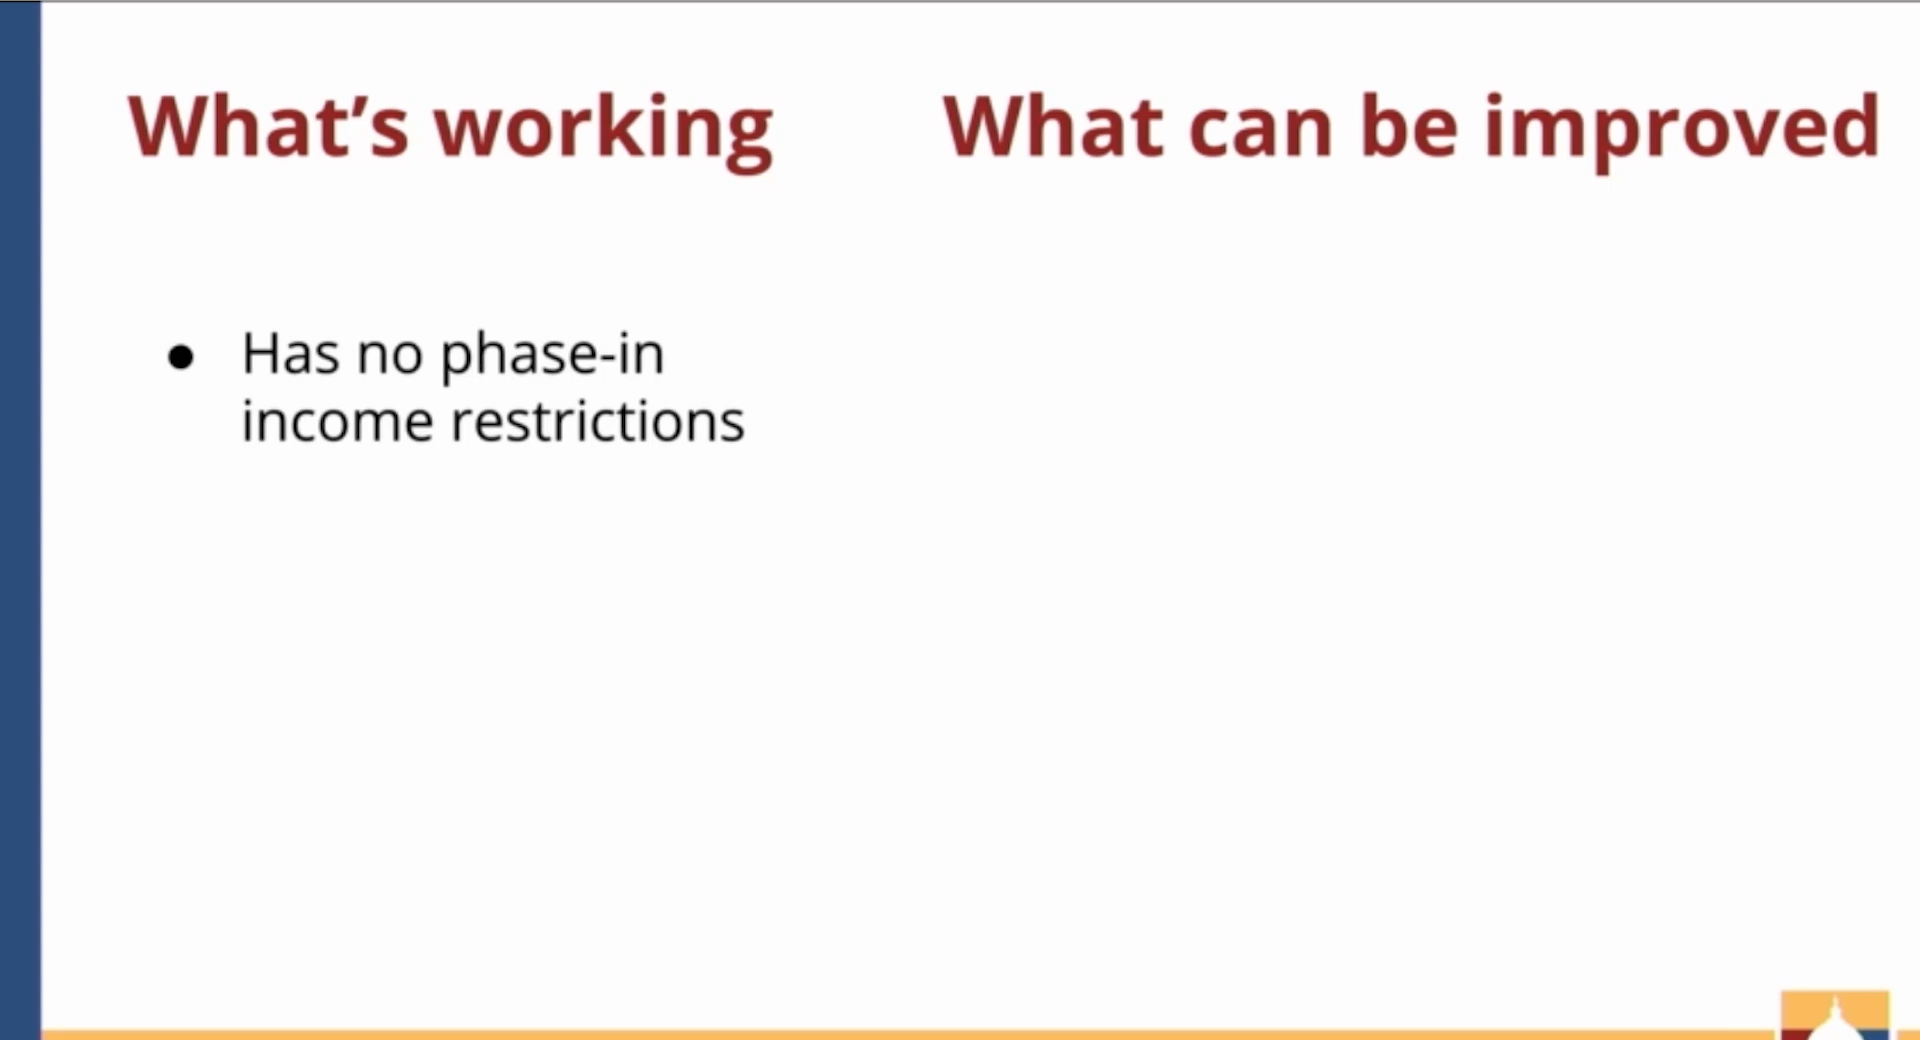 What’s working
What can be improved
● Has no phase-in
income restrictions